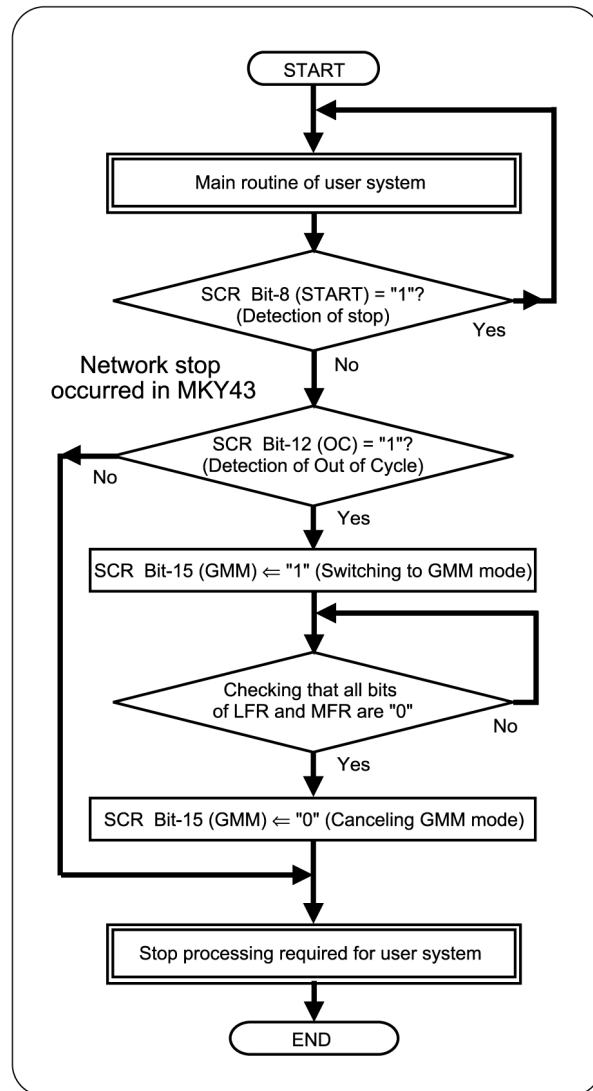 START
Main routine of user system
SCR Bit-8 (START) = "1"?
(Detection of stop)
Yes
No
Network stop
occurred in MKY43
SCR Bit-12 (OC) = "1"?
(Detection of Out of Cycle)
No
Yes
SCR Bit-15 (GMM) ⇐ "1" (Switching to GMM mode)
Checking that all bits
of LFR and MFR are "0"
No
Yes
SCR Bit-15 (GMM) ⇐ "0" (Canceling GMM mode)
Stop processing required for user system
END